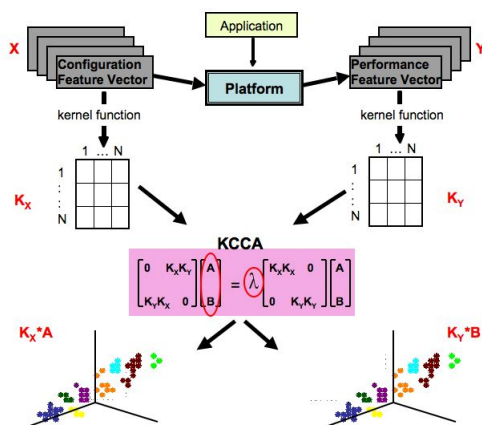 Application
X
Y
Configuration
Feature Vector
Platform
Performance
Feature Vector
kernel function
kernel function
1 ... N
1
:
N
K_X
1 ... N
1
:
N
K_Y
KCCA
0 K_XK_Y A = λ K_XK_X 0 A
K_YK_X 0 B 0 K_YK_Y B
K_X*A
K_Y*B